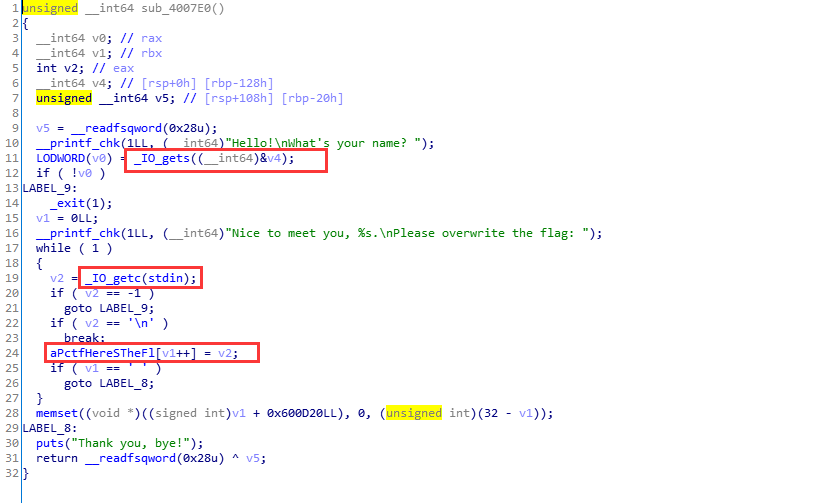 1 unsigned __int64 sub_4007E0()
2 {
3 __int64 v0; // rax
4 __int64 v1; // rbx
5 int v2; // eax
6 __int64 v4; // [rsp+0h] [rbp-128h]
7 unsigned __int64 v5; // [rsp+108h] [rbp-20h]
8
9 v5 = __readfsqword(0x28u);
10 __printf_chk(1LL, (__int64)"Hello!\nWhat's your name? ");
11 LODWORD(v0) = _IO_gets((__int64)&v4);
12 if ( !v0 )
13 LABEL_9:
14 _exit(1);
15 v1 = 0LL;
16 __printf_chk(1LL, (__int64)"Nice to meet you, %s.\nPlease overwrite the flag: ");
17 while ( 1 )
18 {
19 v2 = _IO_getc(stdin);
20 if ( v2 == -1 )
21 goto LABEL_9;
22 if ( v2 == '\n' )
23 break;
24 aPctfHereSTheFl[v1++] = v2;
25 if ( v1 == ' ' )
26 goto LABEL_8;
27 }
28 memset((void *)((signed int)v1 + 0x600D20LL), 0, (unsigned int)(32 - v1));
29 LABEL_8:
30 puts("Thank you, bye!");
31 return __readfsqword(0x28u) ^ v5;
32 }